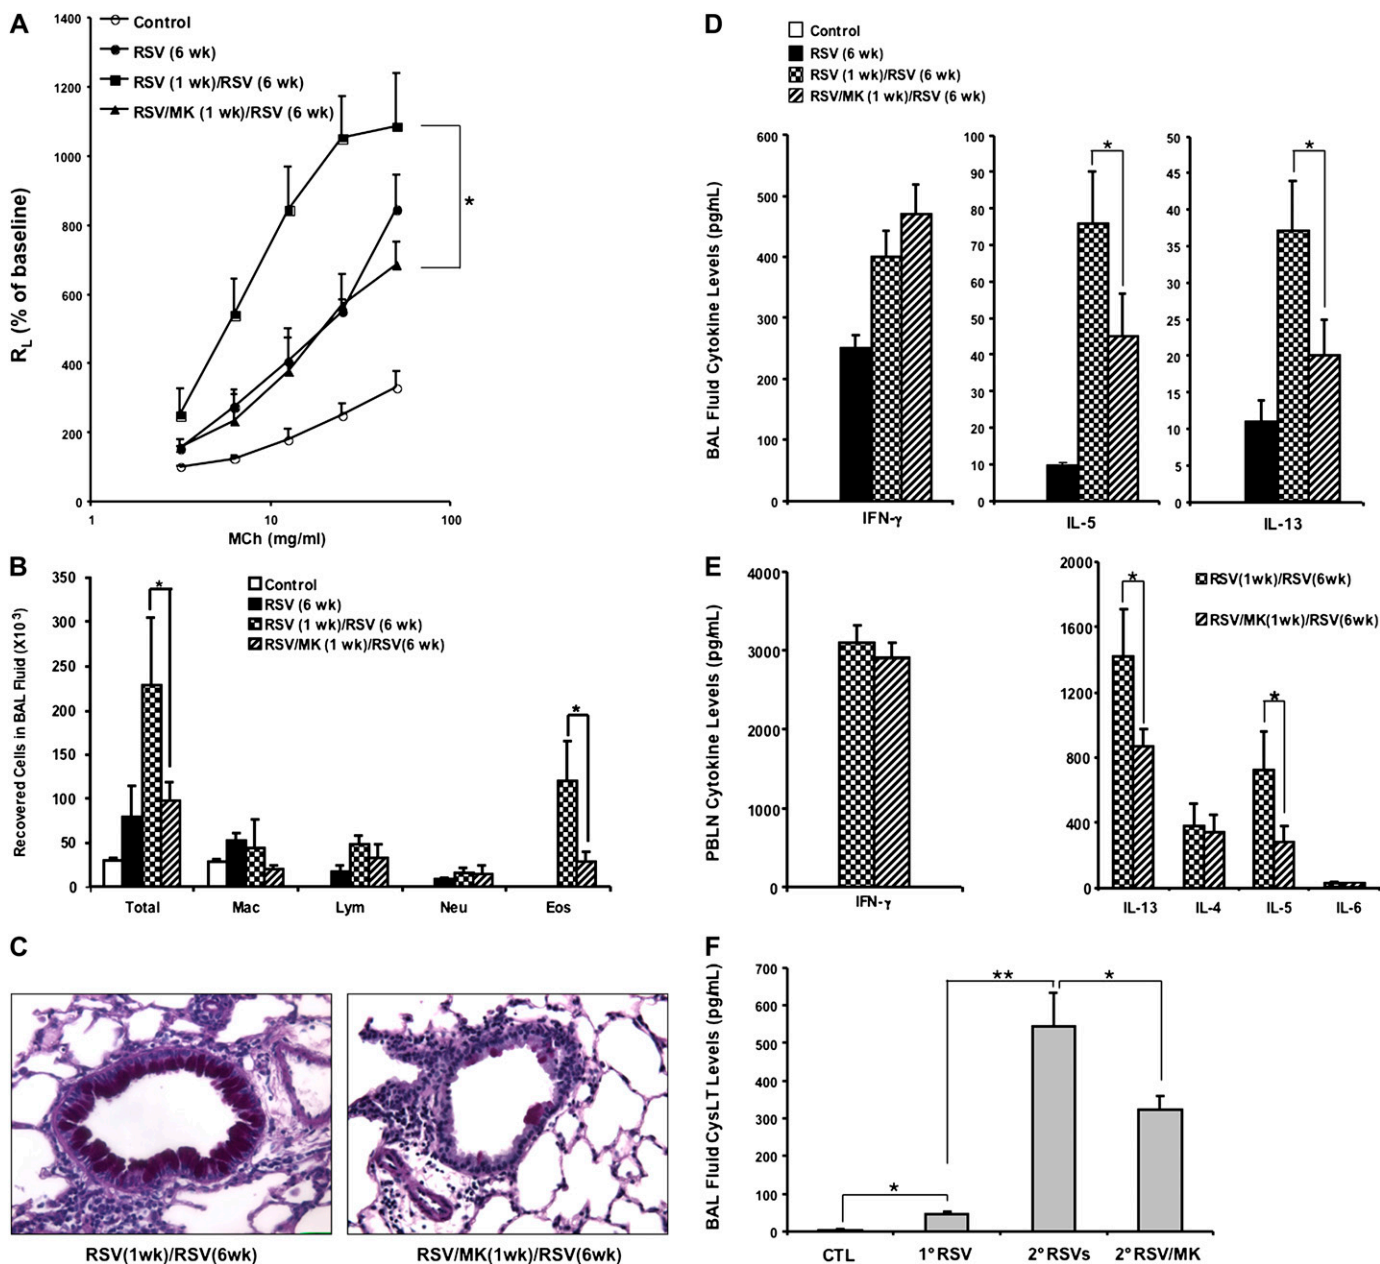 A
1400
1200
1000
800
600
400
200
0
R_L (% of baseline)
Control
RSV (6 wk)
RSV (1 wk)/RSV (6 wk)
RSV/MK (1 wk)/RSV (6 wk)
*
1
10
100
MCh (mg/ml)
B
350
300
250
200
150
100
50
0
Recovered Cells in BAL Fluid (X10^-3)
Control
RSV (6 wk)
RSV (1 wk)/RSV (6 wk)
RSV/MK (1 wk)/RSV(6 wk)
*
*
Total
Mac
Lym
Neu
Eos
C
RSV(1wk)/RSV(6wk)
RSV/MK(1wk)/RSV(6wk)
D
Control
RSV (6 wk)
RSV (1 wk)/RSV (6 wk)
RSV/MK (1 wk)/RSV (6 wk)
BAL Fluid Cytokine Levels (pg/mL)
600
500
400
300
200
100
0
IFN-γ
100
90
80
70
60
50
40
30
20
10
0
*
IL-5
50
45
40
35
30
25
20
15
10
5
0
*
IL-13
E
PBLN Cytokine Levels (pg/mL)
4000
3000
2000
1000
0
IFN-γ
2000
1600
1200
800
400
0
RSV(1wk)/RSV(6wk)
RSV/MK(1wk)/RSV(6wk)
*
*
IL-13
IL-4
IL-5
IL-6
F
BAL Fluid CysLT Levels (pg/mL)
700
600
500
400
300
200
100
0
*
**
*
CTL
1°RSV
2°RSVs
2°RSV/MK